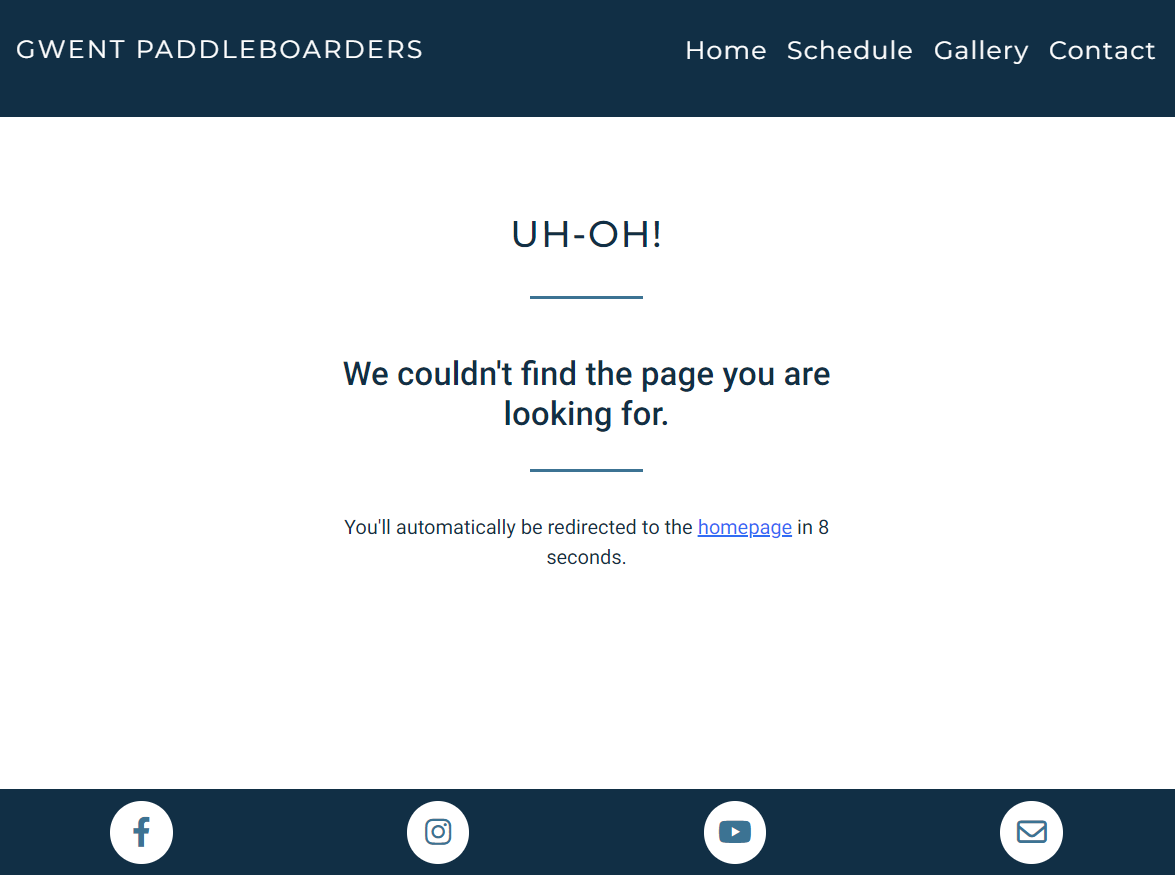 GWENT PADDLEBOARDERS
Home Schedule Gallery Contact
UH-OH!
We couldn't find the page you are
looking for.
You'll automatically be redirected to the homepage in 8
seconds.